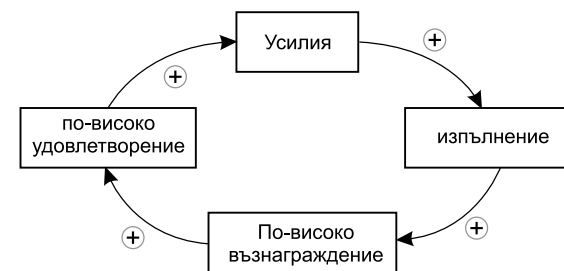 Усилия
+
+
+
по-високо
удовлетворение
изпълнение
+
+
По-високо
възнаграждение